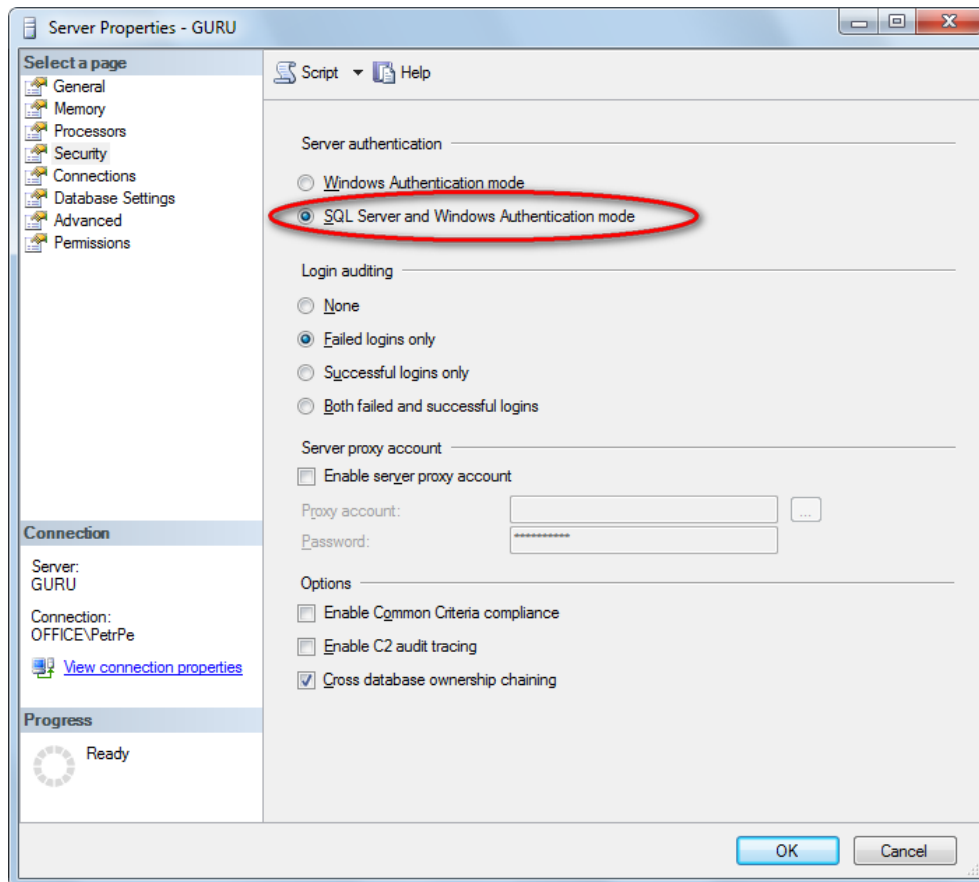 Server Properties - GURU
Select a page
General
Memory
Processors
Security
Connections
Database Settings
Advanced
Permissions
Script
Help
Server authentication
Windows Authentication mode
SQL Server and Windows Authentication mode
Login auditing
None
Failed logins only
Successful logins only
Both failed and successful logins
Server proxy account
Enable server proxy account
Proxy account:
...
Password:
**********
Options
Enable Common Criteria compliance
Enable C2 audit tracing
Cross database ownership chaining
Connection
Server:
GURU
Connection:
OFFICE\PetrPe
View connection properties
Progress
Ready
OK
Cancel